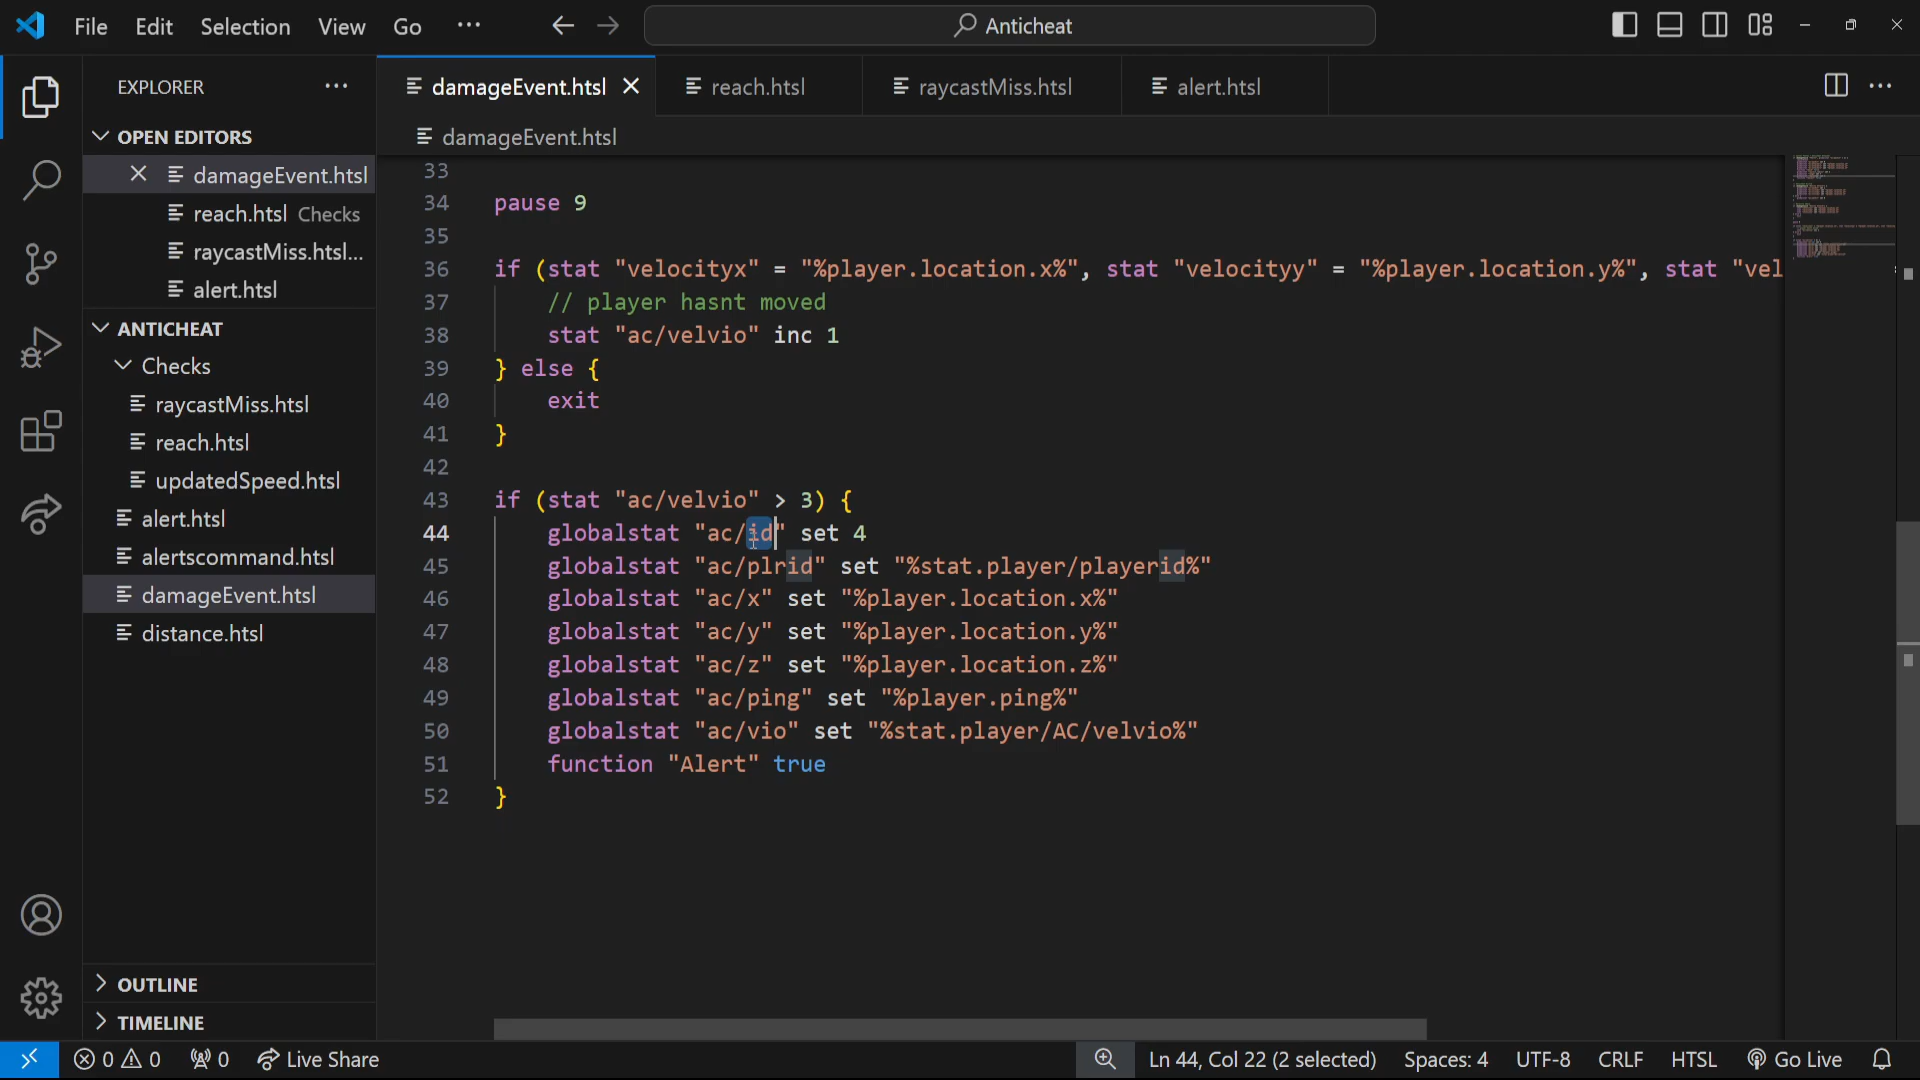 File Edit Selection View Go ··· Anticheat
EXPLORER ···
OPEN EDITORS
damageEvent.htsl
reach.htsl Checks
raycastMiss.htsl...
alert.htsl
ANTICHEAT
Checks
raycastMiss.htsl
reach.htsl
updatedSpeed.htsl
alert.htsl
alertscommand.htsl
damageEvent.htsl
distance.htsl
OUTLINE
TIMELINE
damageEvent.htsl reach.htsl raycastMiss.htsl alert.htsl ···
damageEvent.htsl
33
34 pause 9
35
36 if (stat "velocityx" = "%player.location.x%", stat "velocityy" = "%player.location.y%", stat "vel
37 // player hasnt moved
38 stat "ac/velvio" inc 1
39 } else {
40 exit
41 }
42
43 if (stat "ac/velvio" > 3) {
44 globalstat "ac/id" set 4
45 globalstat "ac/plrid" set "%stat.player/playerid%"
46 globalstat "ac/x" set "%player.location.x%"
47 globalstat "ac/y" set "%player.location.y%"
48 globalstat "ac/z" set "%player.location.z%"
49 globalstat "ac/ping" set "%player.ping%"
50 globalstat "ac/vio" set "%stat.player/AC/velvio%"
51 function "Alert" true
52 }
0 0 0 Live Share Ln 44, Col 22 (2 selected) Spaces: 4 UTF-8 CRLF HTSL Go Live